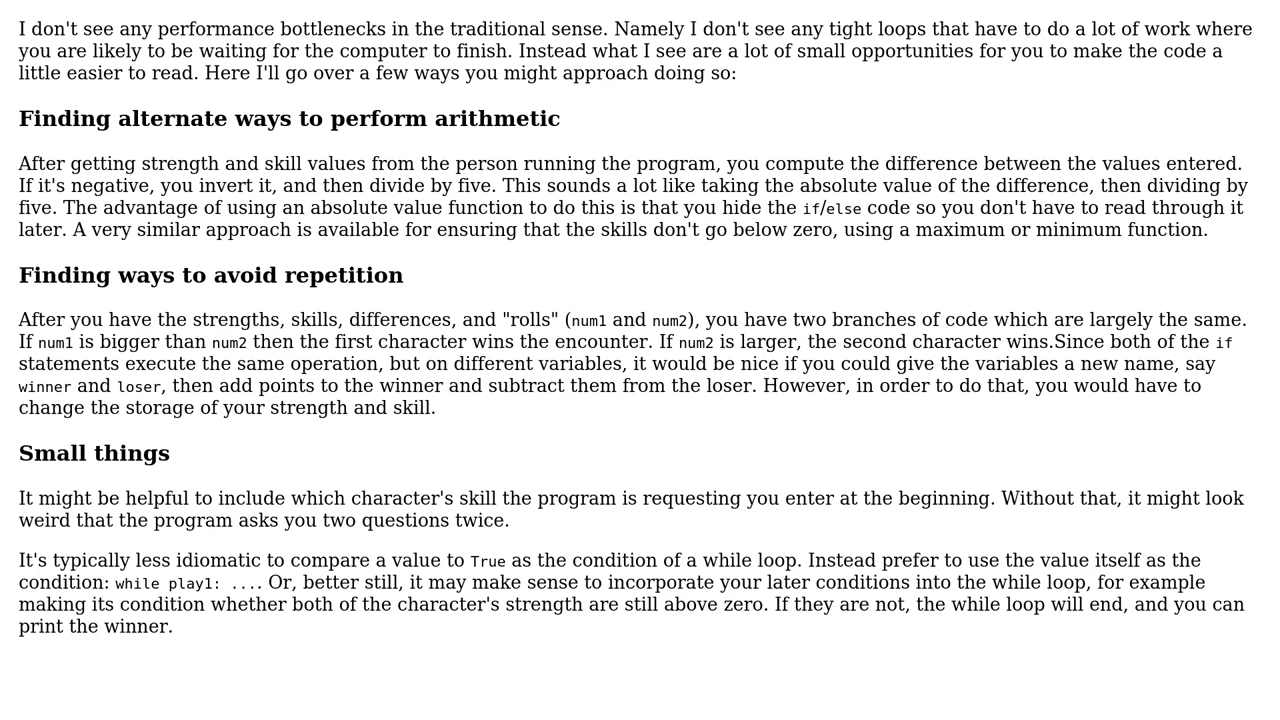 I don't see any performance bottlenecks in the traditional sense. Namely I don't see any tight loops that have to do a lot of work where
you are likely to be waiting for the computer to finish. Instead what I see are a lot of small opportunities for you to make the code a
little easier to read. Here I'll go over a few ways you might approach doing so:
Finding alternate ways to perform arithmetic
After getting strength and skill values from the person running the program, you compute the difference between the values entered.
If it's negative, you invert it, and then divide by five. This sounds a lot like taking the absolute value of the difference, then dividing by
five. The advantage of using an absolute value function to do this is that you hide the if/else code so you don't have to read through it
later. A very similar approach is available for ensuring that the skills don't go below zero, using a maximum or minimum function.
Finding ways to avoid repetition
After you have the strengths, skills, differences, and "rolls" (num1 and num2), you have two branches of code which are largely the same.
If num1 is bigger than num2 then the first character wins the encounter. If num2 is larger, the second character wins.Since both of the if
statements execute the same operation, but on different variables, it would be nice if you could give the variables a new name, say
winner and loser, then add points to the winner and subtract them from the loser. However, in order to do that, you would have to
change the storage of your strength and skill.
Small things
It might be helpful to include which character's skill the program is requesting you enter at the beginning. Without that, it might look
weird that the program asks you two questions twice.
It's typically less idiomatic to compare a value to True as the condition of a while loop. Instead prefer to use the value itself as the
condition: while play1: .... Or, better still, it may make sense to incorporate your later conditions into the while loop, for example
making its condition whether both of the character's strength are still above zero. If they are not, the while loop will end, and you can
print the winner.